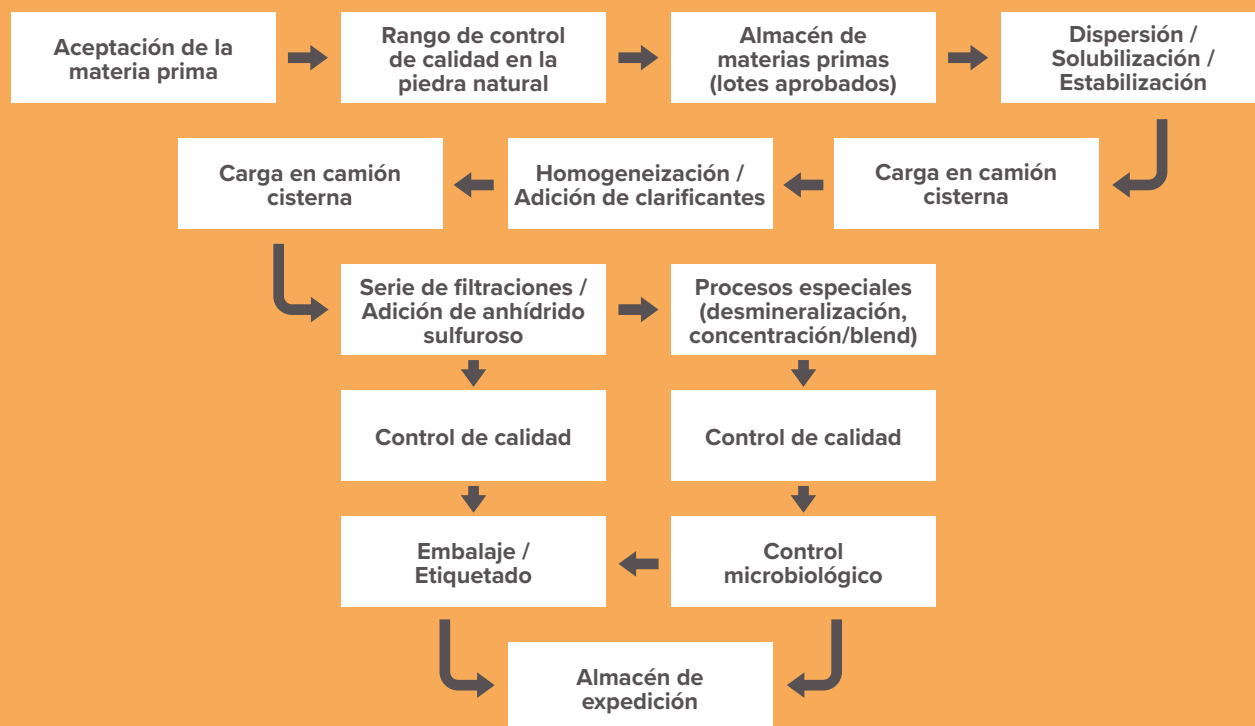 Aceptación de la
materia prima
Rango de control
de calidad en la
piedra natural
Almacén de
materias primas
(lotes aprobados)
Dispersión /
Solubilización /
Estabilización
Carga en camión
cisterna
Homogeneización /
Adición de clarificantes
Carga en camión
cisterna
Serie de filtraciones /
Adición de anhídrido
sulfuroso
Procesos especiales
(desmineralización,
concentración/blend)
Control de calidad
Control de calidad
Embalaje /
Etiquetado
Control
microbiológico
Almacén de
expedición